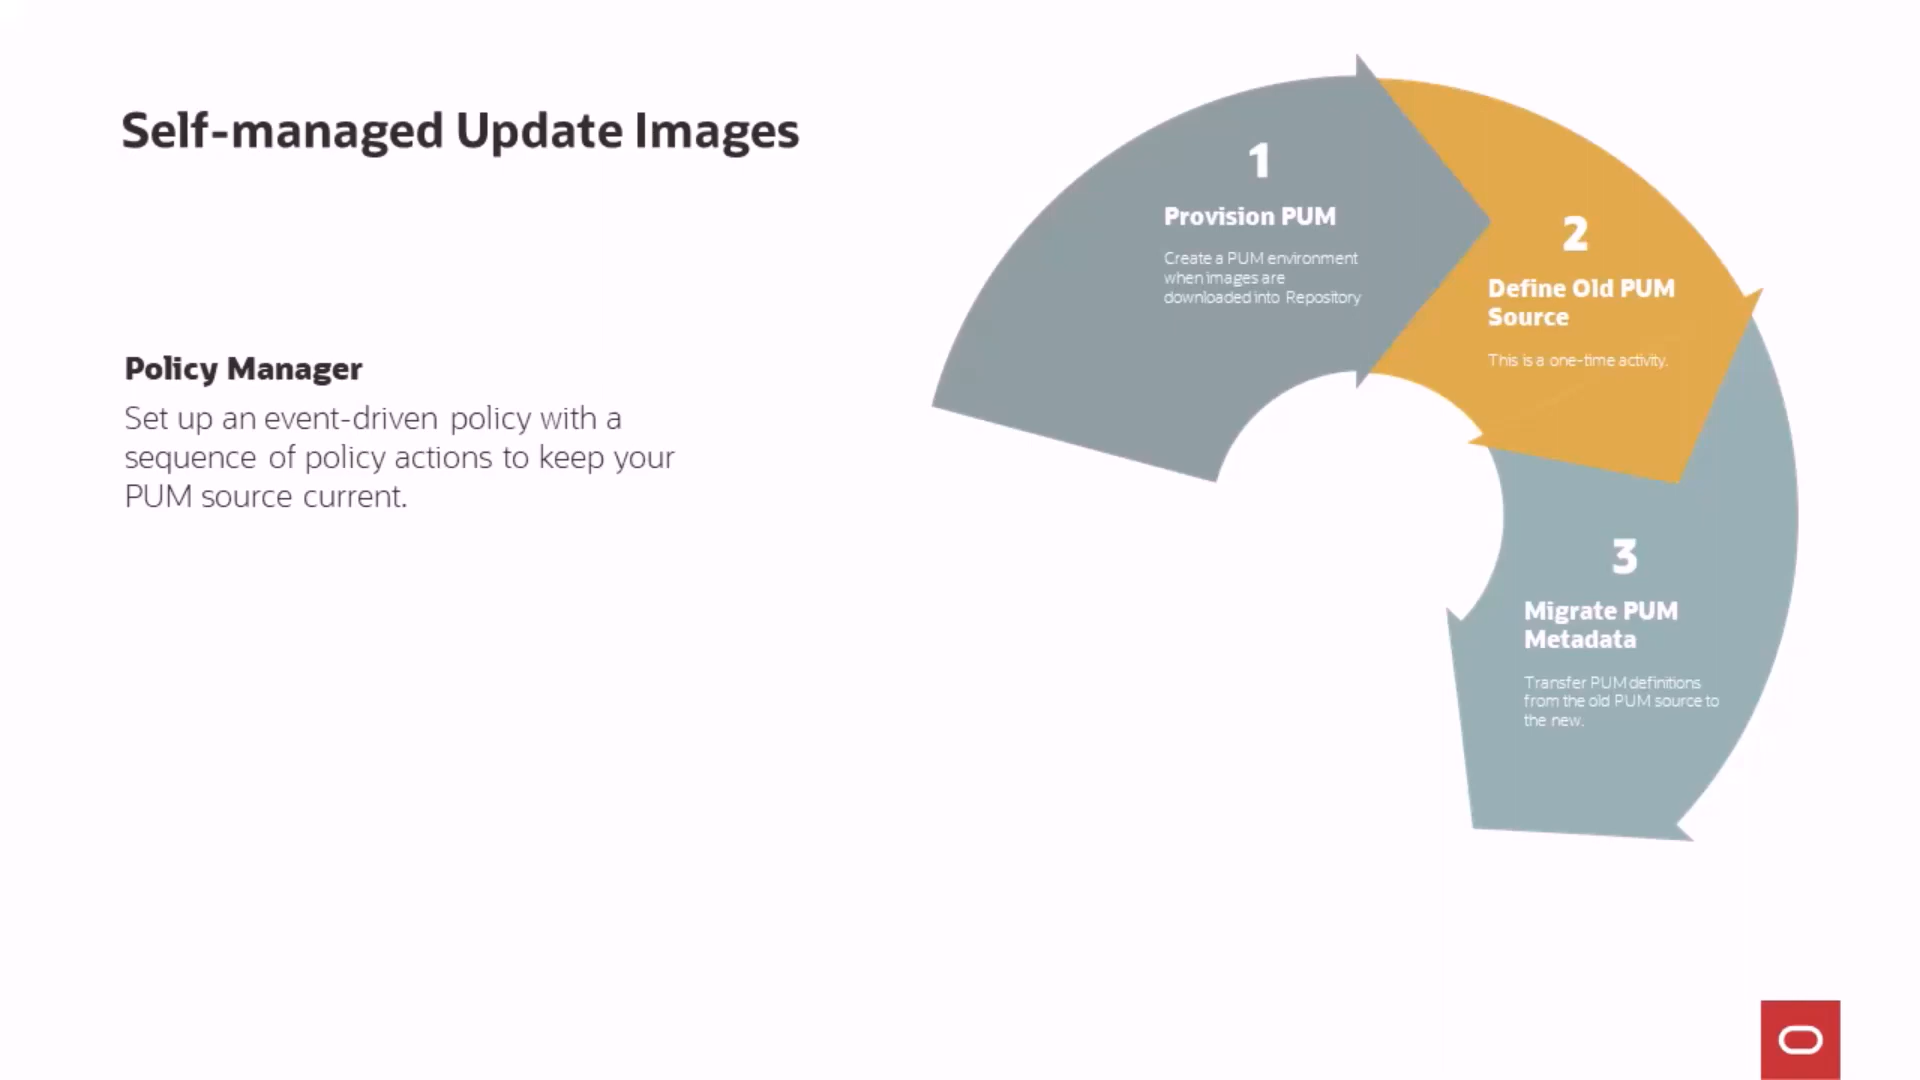 Self-managed Update Images
Policy Manager
Set up an event-driven policy with a
sequence of policy actions to keep your
PUM source current.
1
Provision PUM
Create a PUM environment
when images are
downloaded into Repository
2
Define Old PUM
Source
This is a one-time activity.
3
Migrate PUM
Metadata
Transfer PUM definitions
from the old PUM source to
the new.